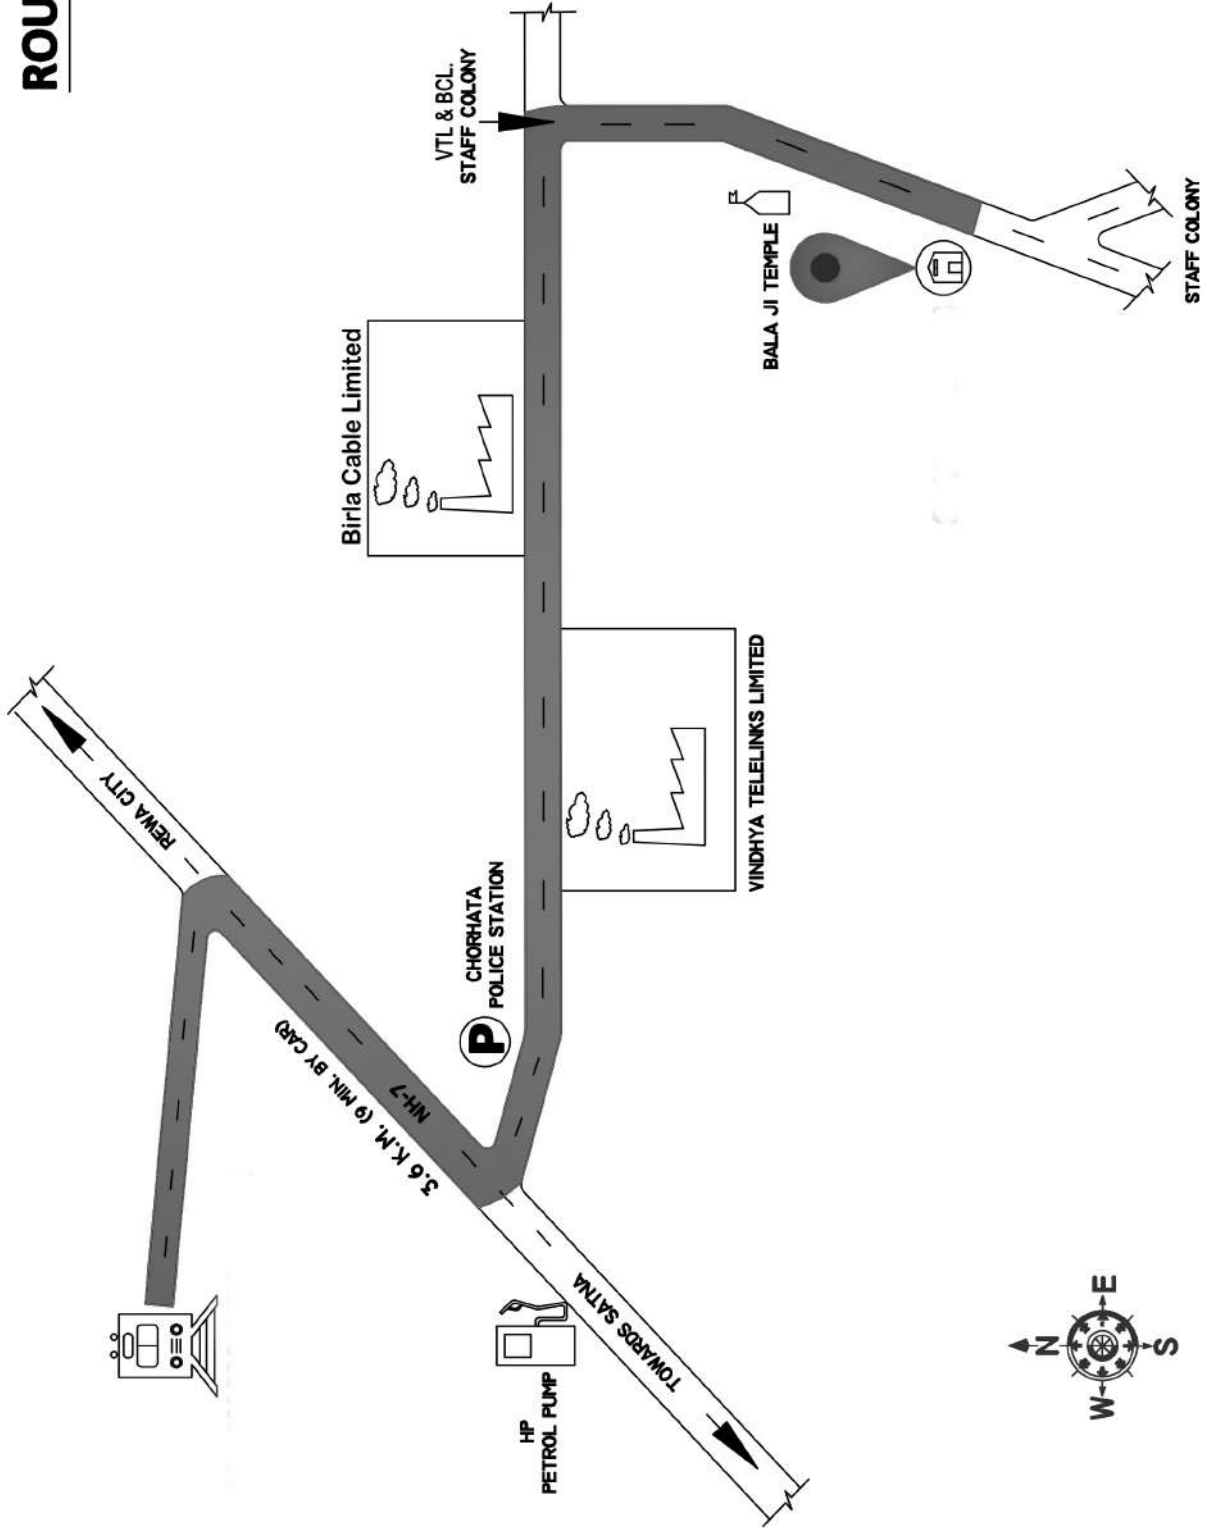 ROU
VTL & BCL.
STAFF COLONY
Birla Cable Limited
BALA JI TEMPLE
STAFF COLONY
REWA CITY
VINDHYA TELELINKS LIMITED
CHORHATA
POLICE STATION
P
NH-7
3.6 K.M. (9 MIN. BY CAR)
TOWARDS SATNA
HP
PETROL PUMP
N
W
E
S